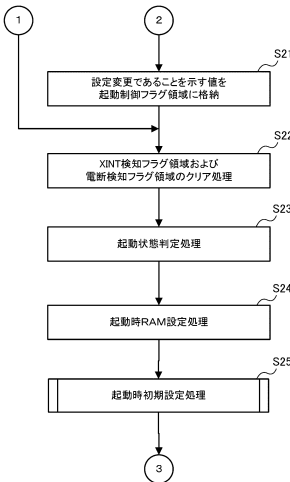 1
2
S21
設定変更であることを示す値を
起動制御フラグ領域に格納
S22
XINT検知フラグ領域および
電断検知フラグ領域のクリア処理
S23
起動状態判定処理
S24
起動時RAM設定処理
S25
起動時初期設定処理
3